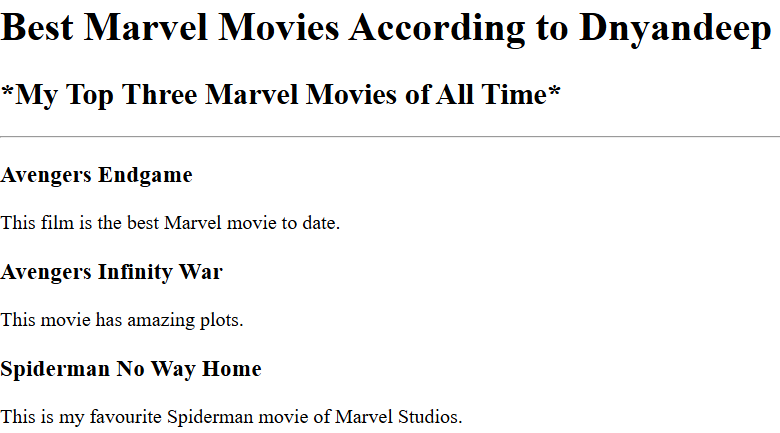 Best Marvel Movies According to Dnyandeep
*My Top Three Marvel Movies of All Time*
Avengers Endgame
This film is the best Marvel movie to date.
Avengers Infinity War
This movie has amazing plots.
Spiderman No Way Home
This is my favourite Spiderman movie of Marvel Studios.